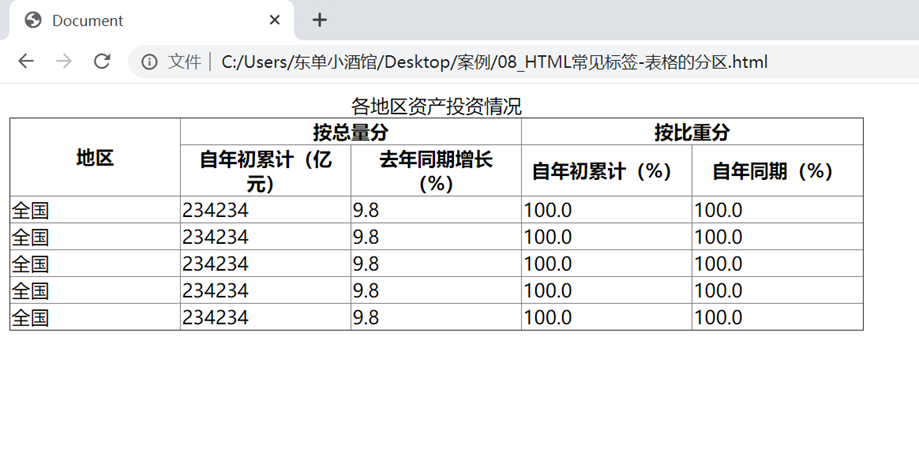 Document
文件 | C:/Users/东单小酒馆/Desktop/案例/08_HTML常见标签-表格的分区.html
各地区资产投资情况
地区 按总量分 按比重分
自年初累计（亿元） 去年同期增长（%） 自年初累计（%） 自年同期（%）
全国 234234 9.8 100.0 100.0
全国 234234 9.8 100.0 100.0
全国 234234 9.8 100.0 100.0
全国 234234 9.8 100.0 100.0
全国 234234 9.8 100.0 100.0